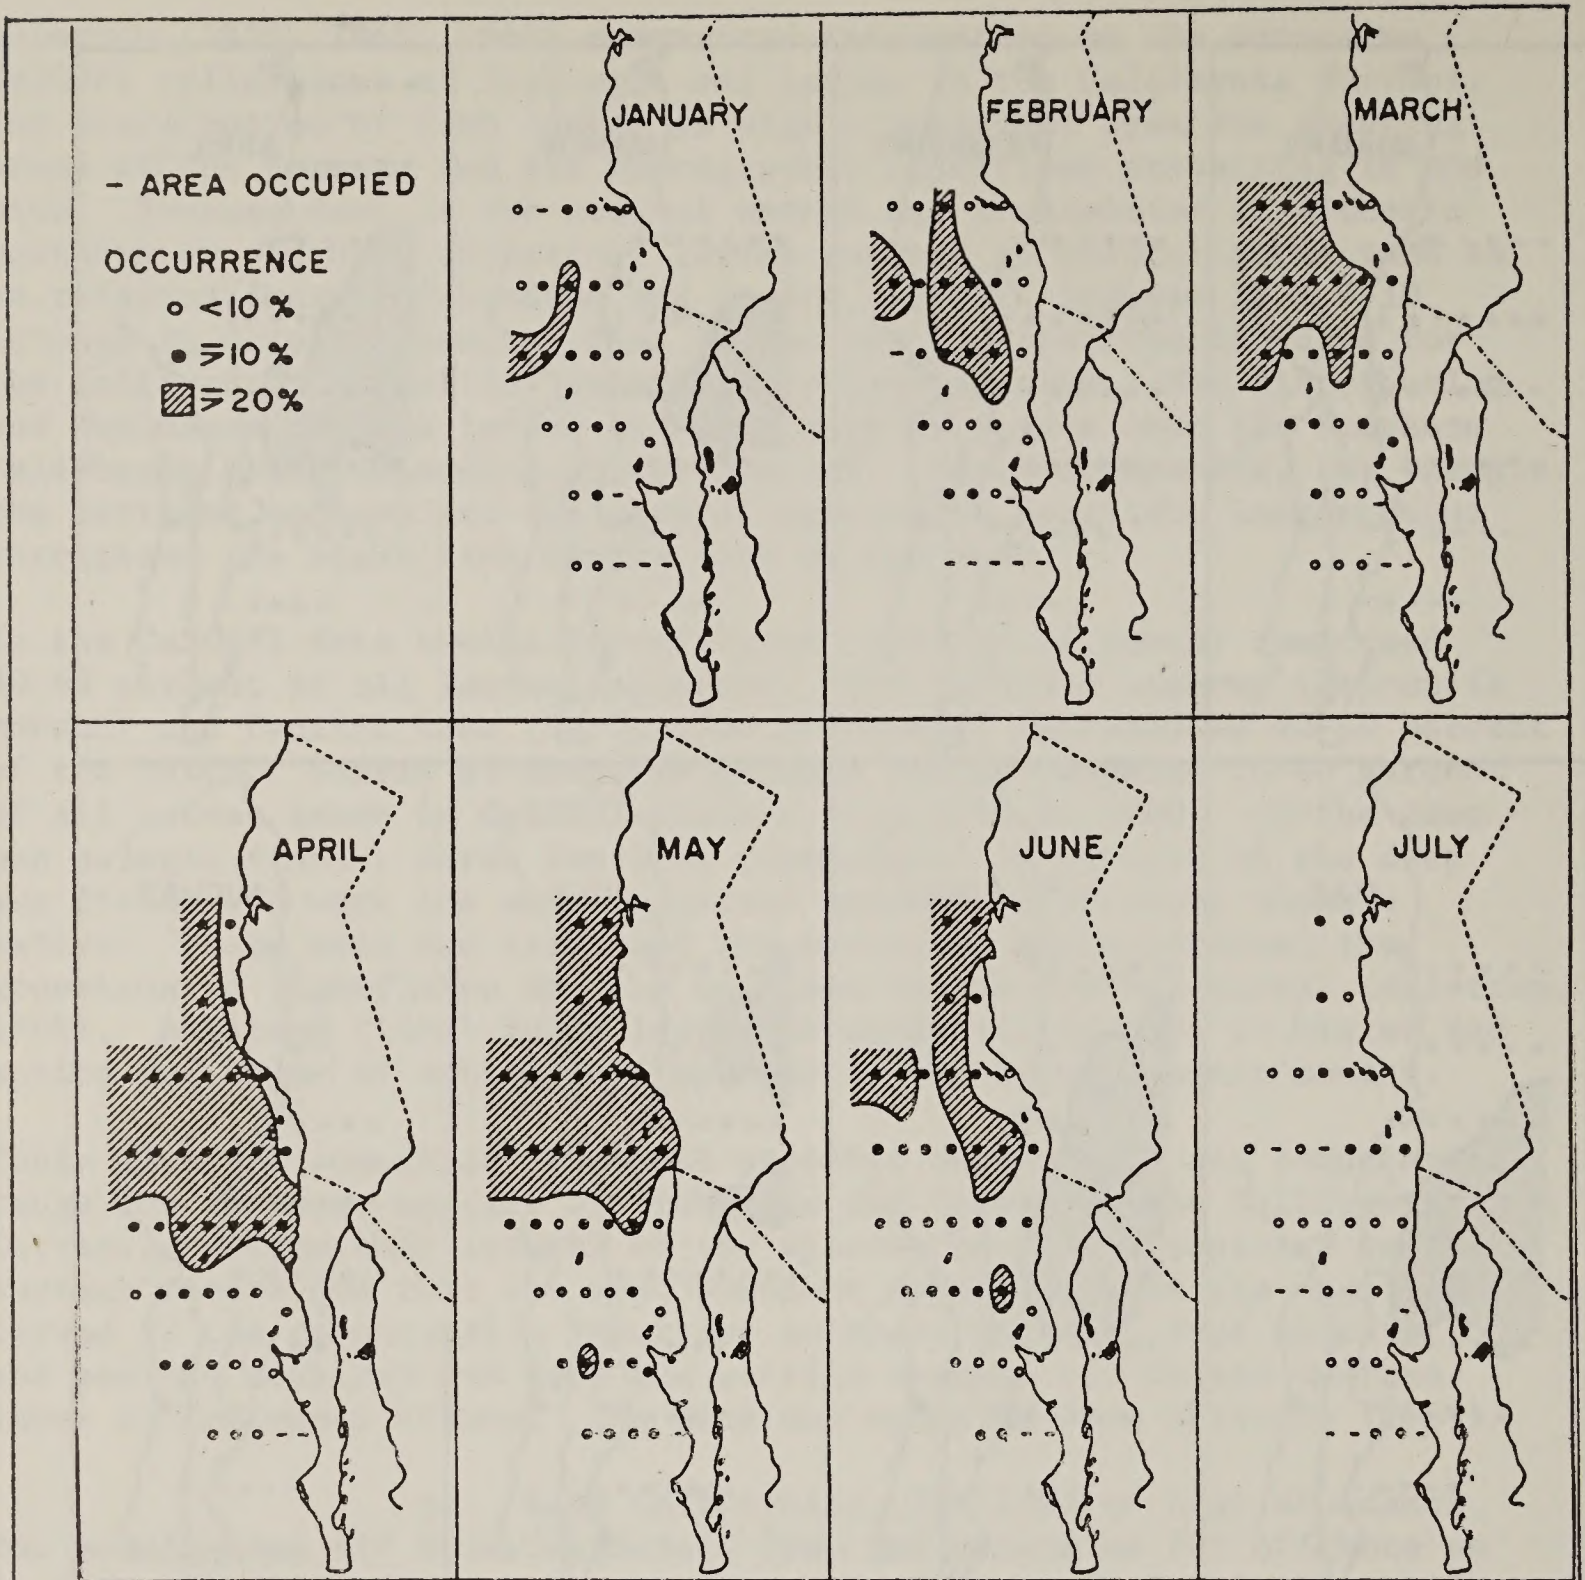 - AREA OCCUPIED
OCCURRENCE
o <10%
• ⋝10%
⋝20%
JANUARY
FEBRUARY
MARCH
APRIL
MAY
JUNE
JULY